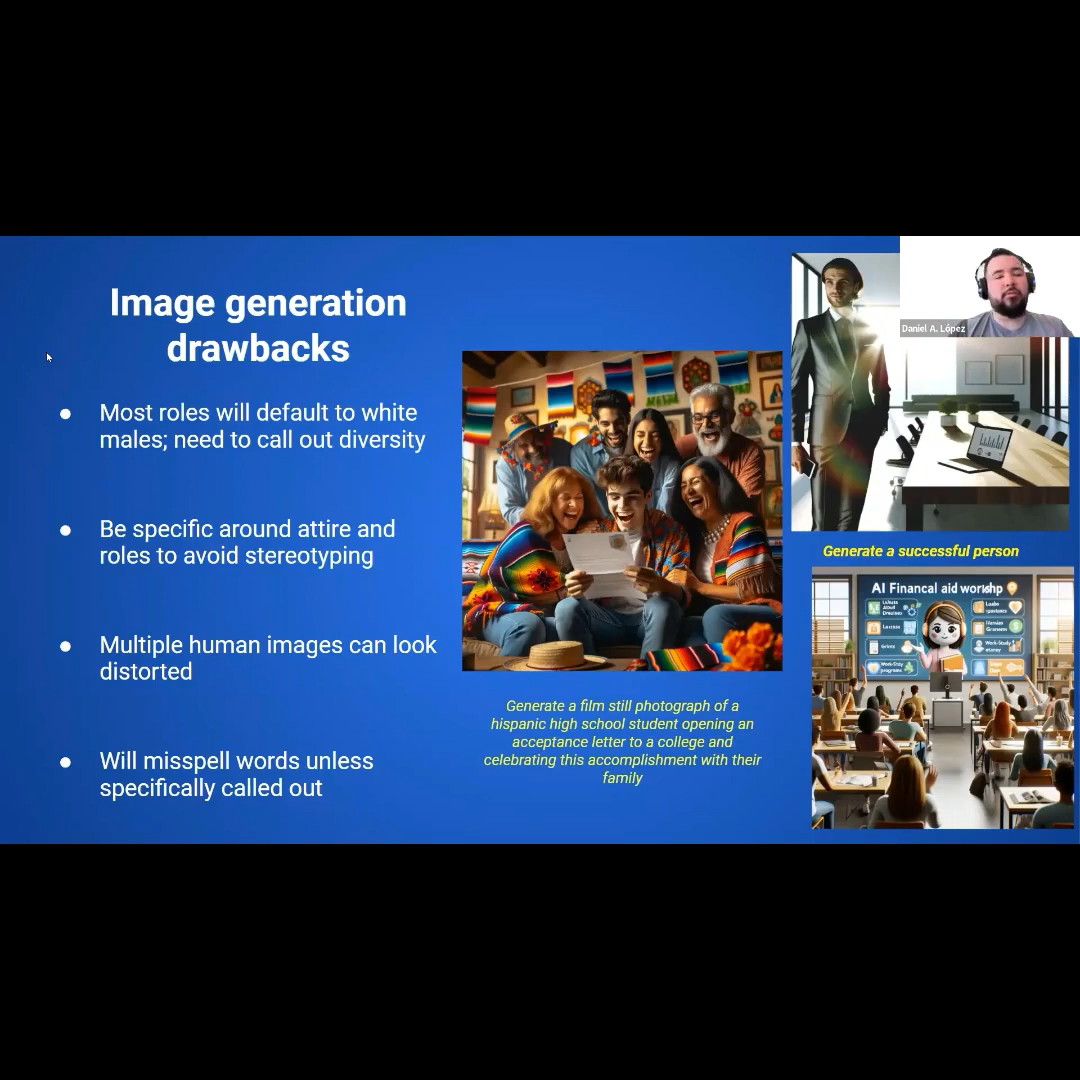 Image generation
drawbacks
● Most roles will default to white
males; need to call out diversity
● Be specific around attire and
roles to avoid stereotyping
● Multiple human images can look
distorted
● Will misspell words unless
specifically called out
Generate a film still photograph of a
hispanic high school student opening an
acceptance letter to a college and
celebrating this accomplishment with their
family
Daniel A. López
Generate a successful person
AI Financal aid workhp